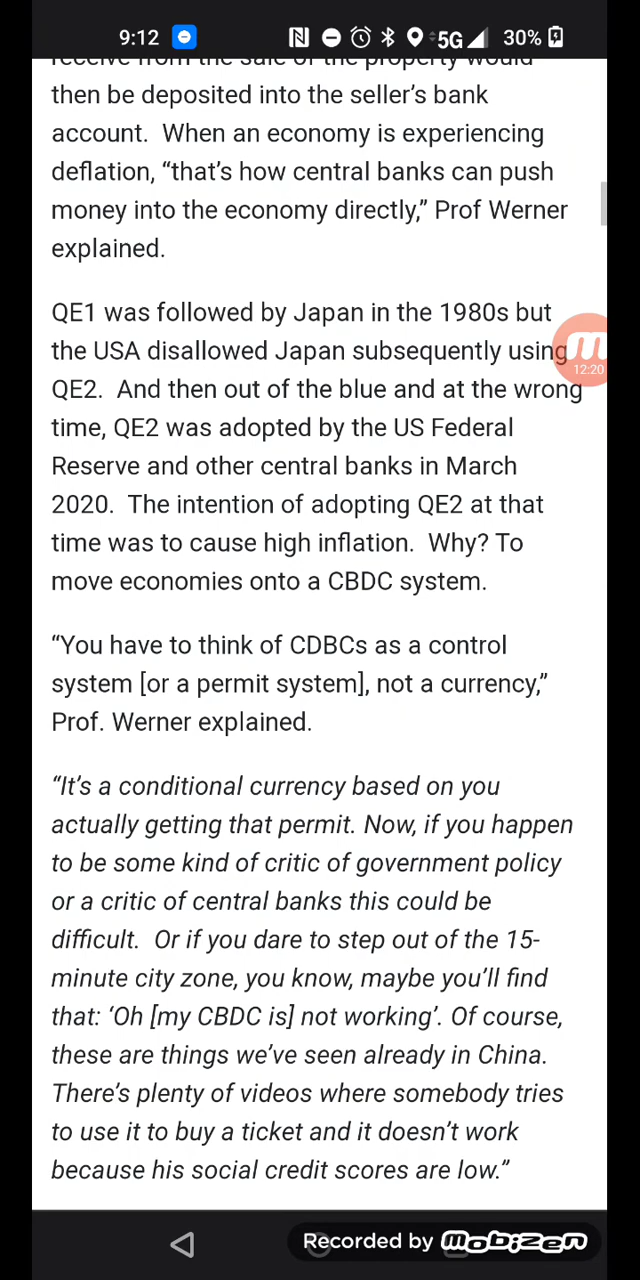 9:12 5G 30%
receive from the sale of the property would
then be deposited into the seller’s bank
account.  When an economy is experiencing
deflation, “that’s how central banks can push
money into the economy directly,” Prof Werner
explained.
QE1 was followed by Japan in the 1980s but
the USA disallowed Japan subsequently using
12:20
QE2.  And then out of the blue and at the wrong
time, QE2 was adopted by the US Federal
Reserve and other central banks in March
2020.  The intention of adopting QE2 at that
time was to cause high inflation.  Why? To
move economies onto a CBDC system.
“You have to think of CDBCs as a control
system [or a permit system], not a currency,”
Prof. Werner explained.
“It’s a conditional currency based on you
actually getting that permit. Now, if you happen
to be some kind of critic of government policy
or a critic of central banks this could be
difficult.  Or if you dare to step out of the 15-
minute city zone, you know, maybe you’ll find
that: ‘Oh [my CBDC is] not working’. Of course,
these are things we’ve seen already in China.
There’s plenty of videos where somebody tries
to use it to buy a ticket and it doesn’t work
because his social credit scores are low.”
Recorded by mobizen